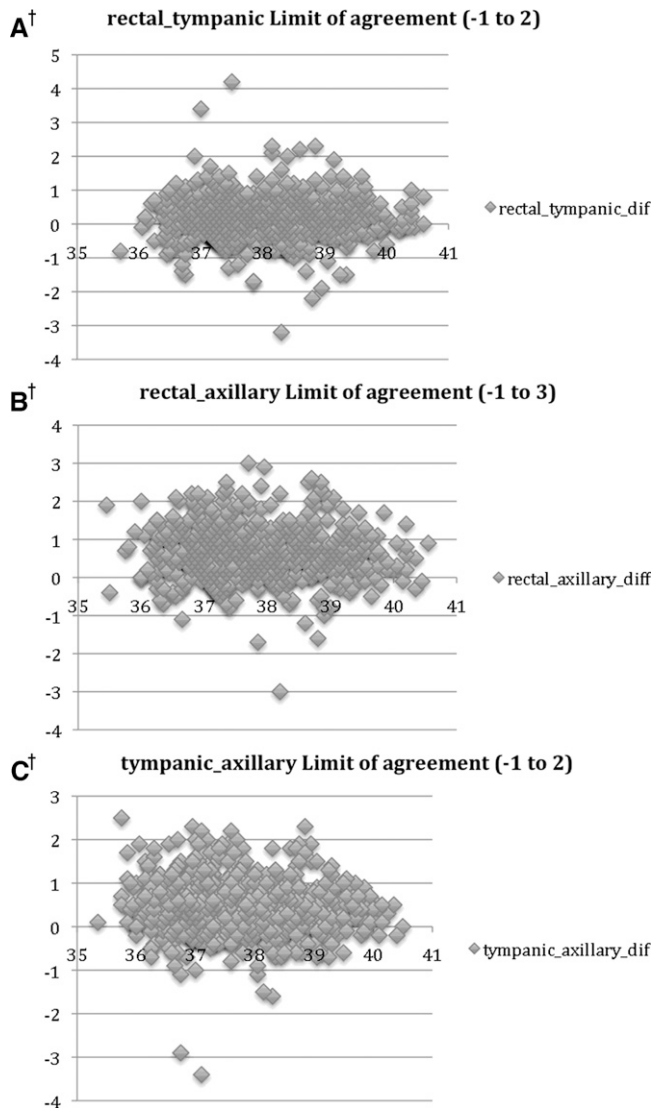 A†
rectal_tympanic Limit of agreement (-1 to 2)
5
4
3
2
1
0
-1
-2
-3
-4
35 36 37 38 39 40 41
rectal_tympanic_dif
B†
rectal_axillary Limit of agreement (-1 to 3)
4
3
2
1
0
-1
-2
-3
-4
35 36 37 38 39 40 41
rectal_axillary_diff
C†
tympanic_axillary Limit of agreement (-1 to 2)
3
2
1
0
-1
-2
-3
-4
35 36 37 38 39 40 41
tympanic_axillary_dif